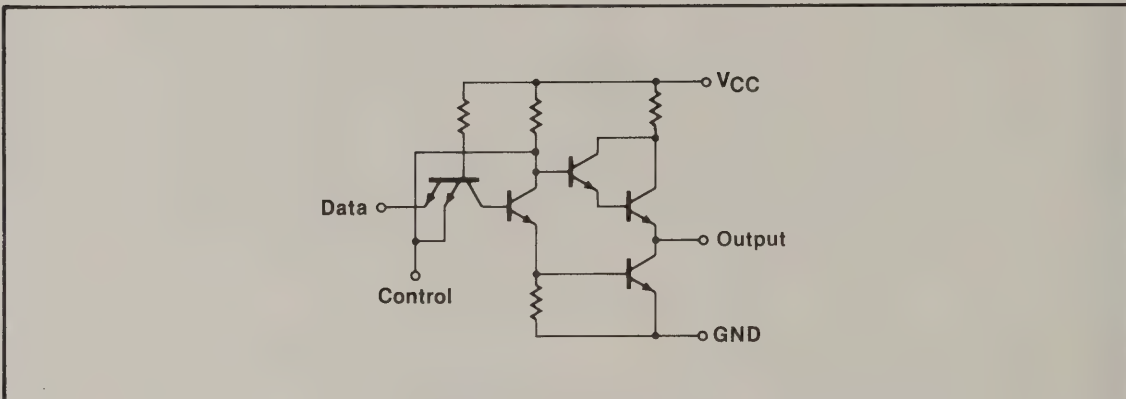 VCC
Data
Output
Control
GND